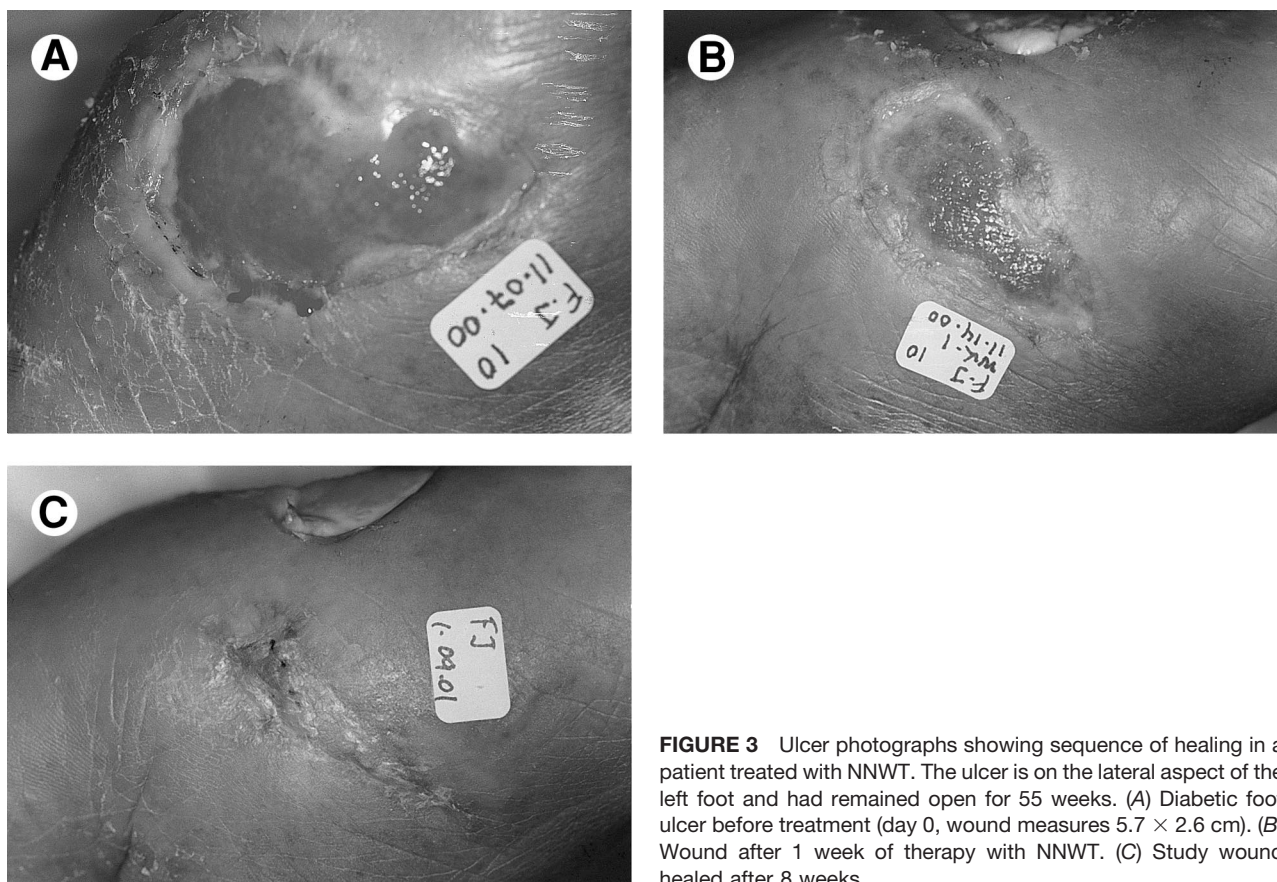 A
F.J 10
11.07.00
B
F.J 10
WK-1
11.14.00
C
FJ
1.09.01
FIGURE 3 Ulcer photographs showing sequence of healing in a
patient treated with NNWT. The ulcer is on the lateral aspect of the
left foot and had remained open for 55 weeks. (A) Diabetic foot
ulcer before treatment (day 0, wound measures 5.7 × 2.6 cm). (B)
Wound after 1 week of therapy with NNWT. (C) Study wound
healed after 8 weeks.